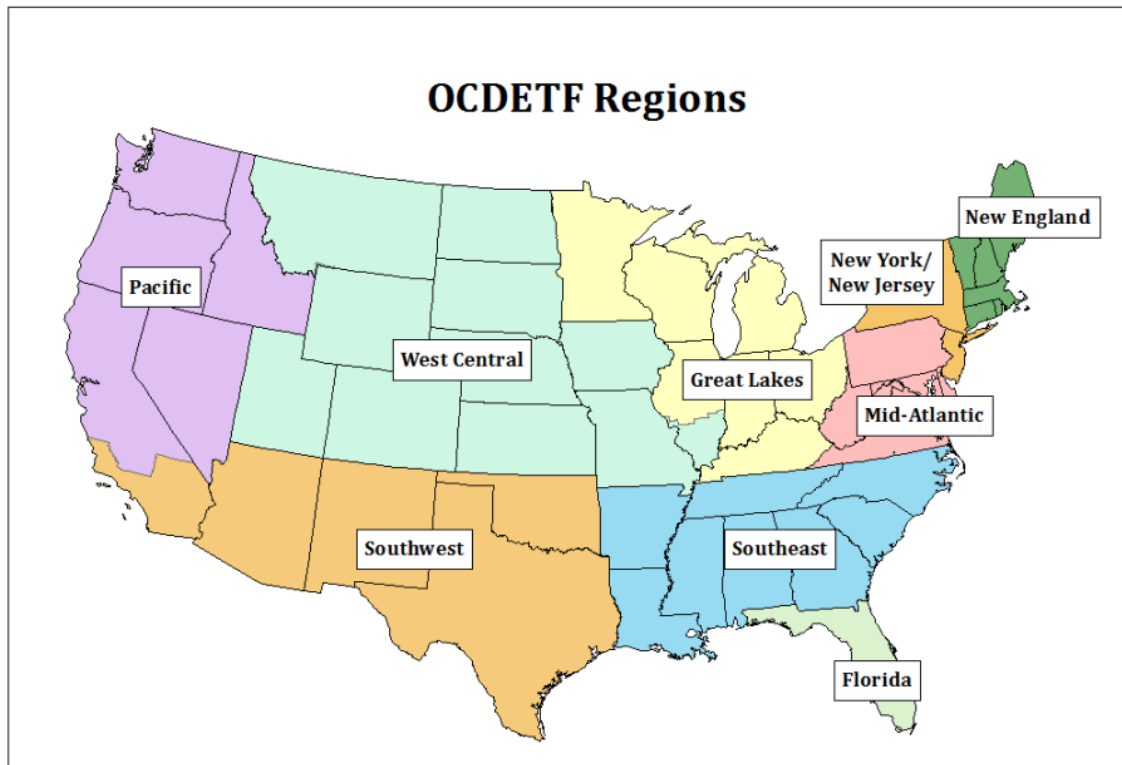 OCDETF Regions
New England
New York/
New Jersey
Pacific
West Central
Great Lakes
Mid-Atlantic
Southwest
Southeast
Florida